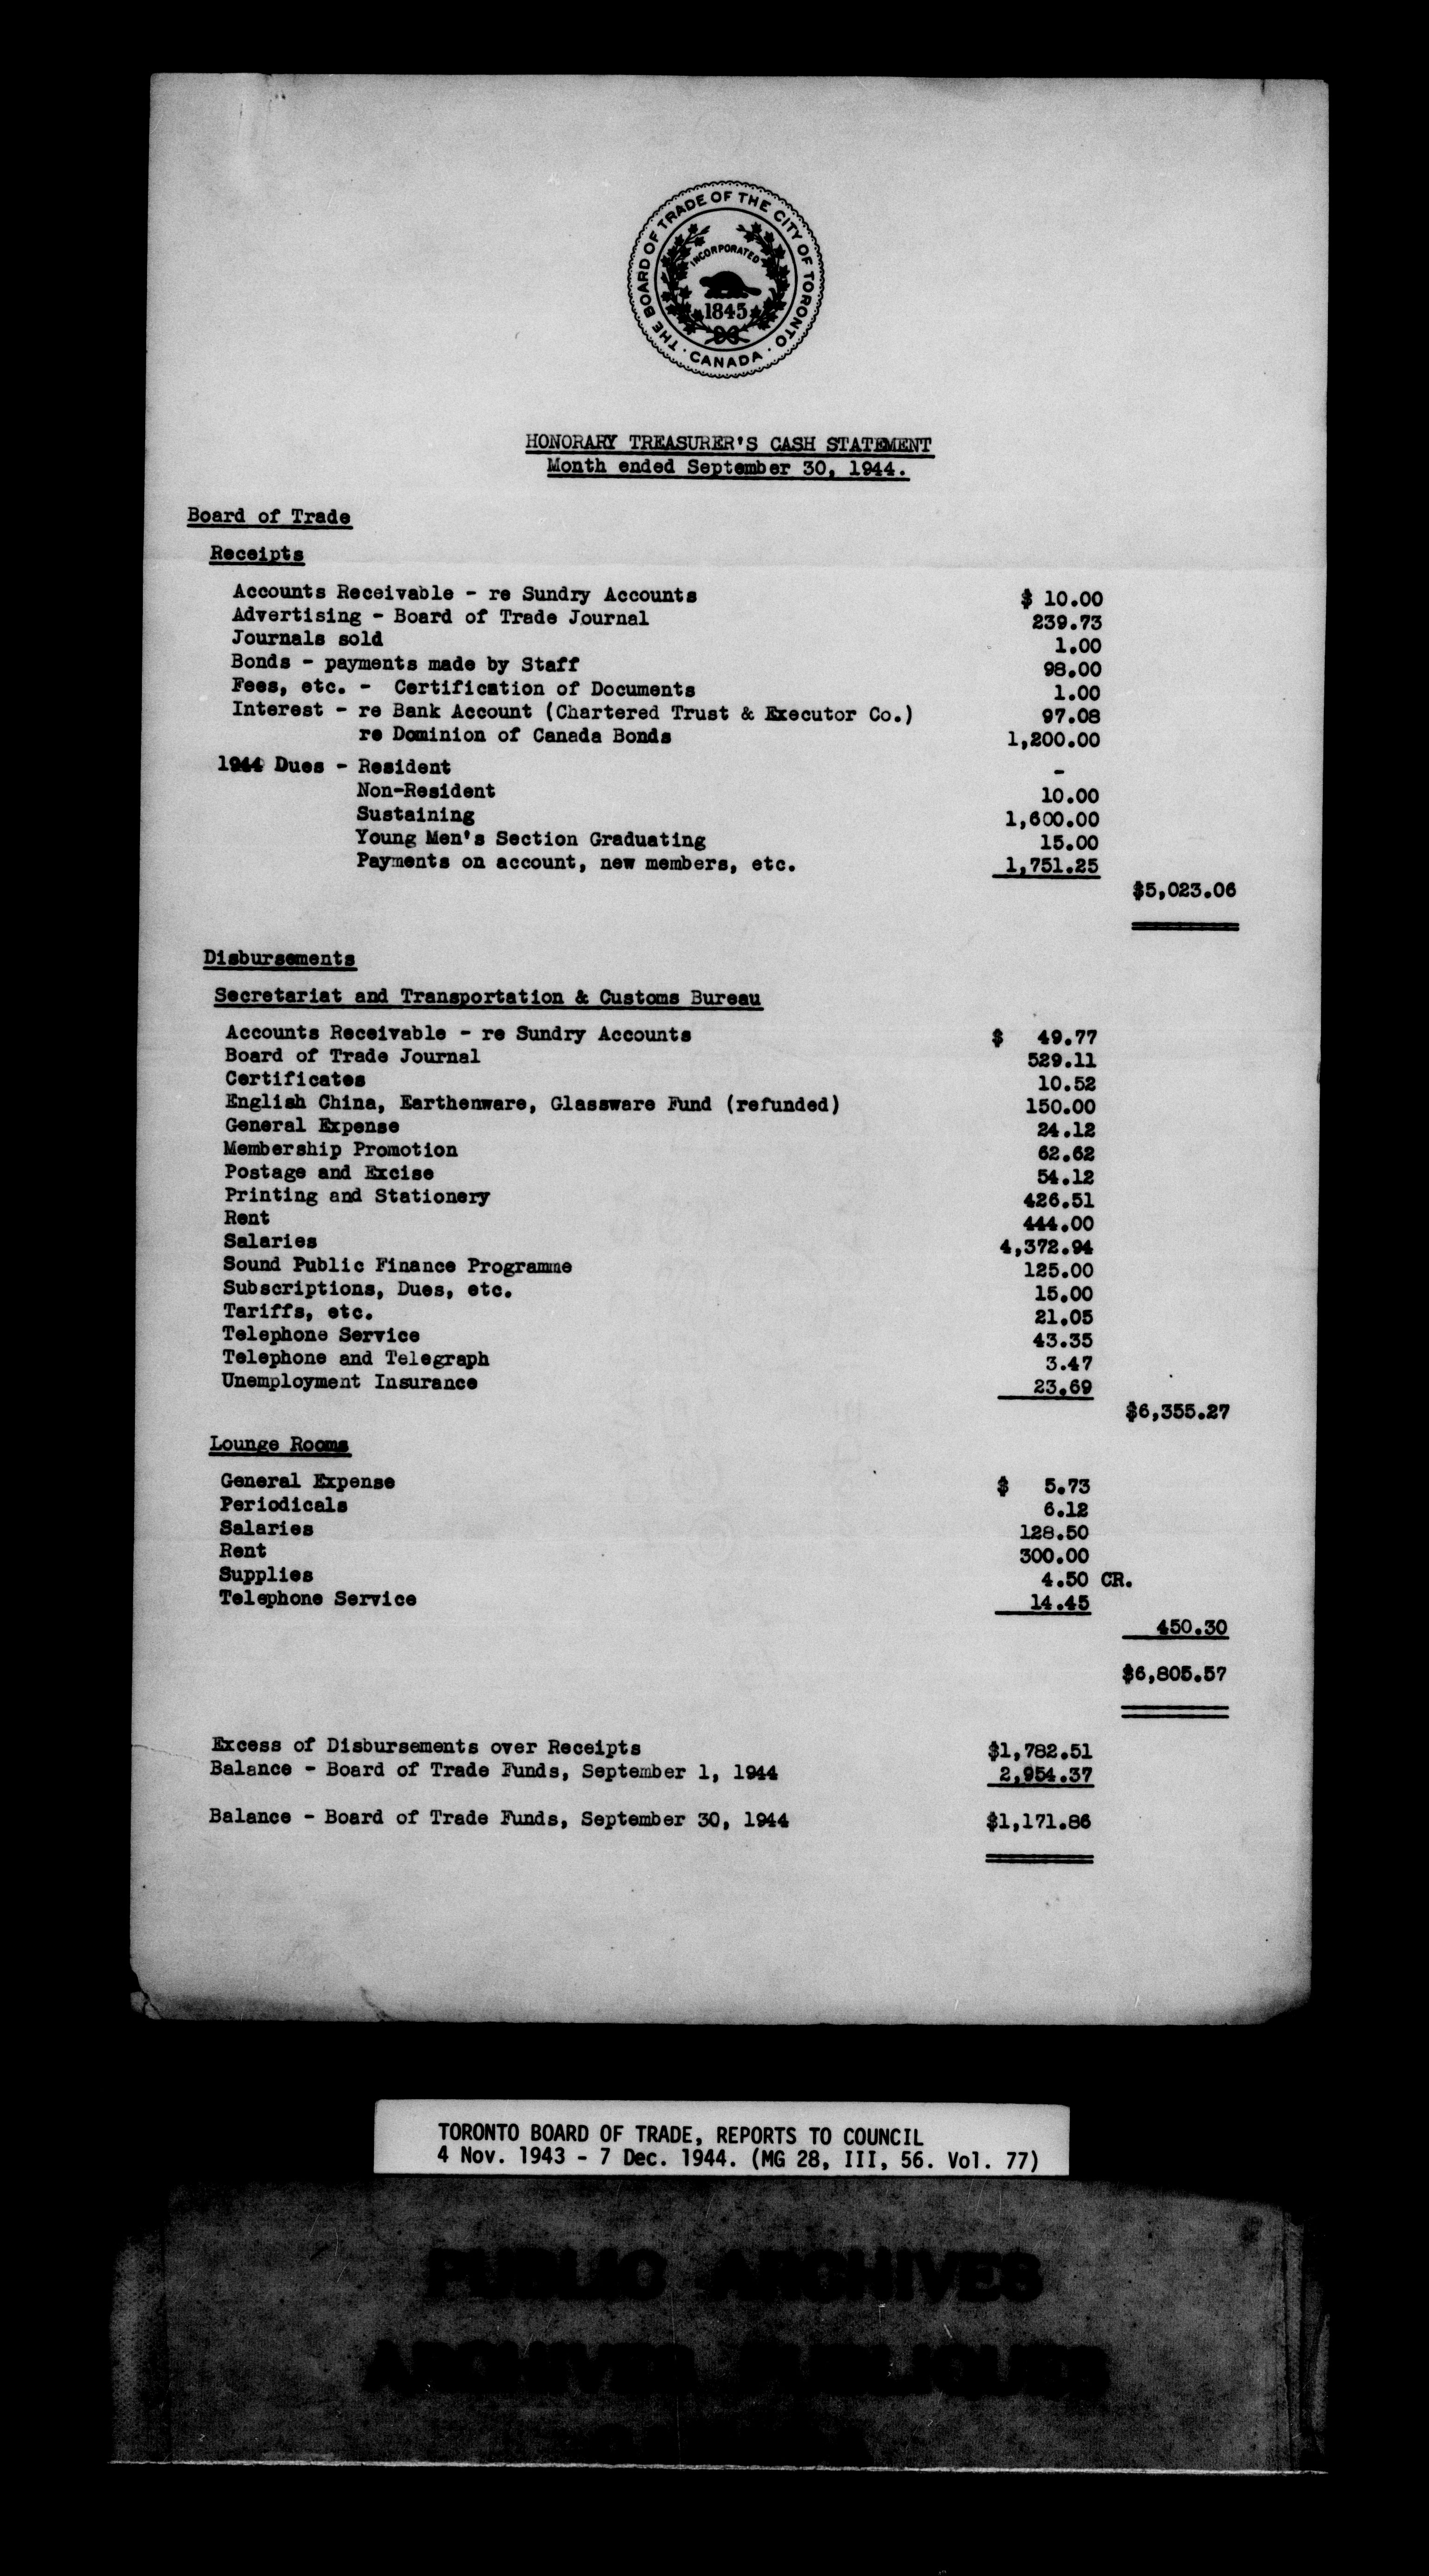 THE BOARD OF TRADE OF THE CITY OF TORONTO
INCORPORATED
1845
· CANADA ·
HONORARY TREASURER'S CASH STATEMENT
Month ended September 30, 1944.
Board of Trade
Receipts
Accounts Receivable - re Sundry Accounts $ 10.00
Advertising - Board of Trade Journal 239.73
Journals sold 1.00
Bonds - payments made by Staff 98.00
Fees, etc. - Certification of Documents 1.00
Interest - re Bank Account (Chartered Trust & Executor Co.) 97.08
re Dominion of Canada Bonds 1,200.00
1944 Dues - Resident -
Non-Resident 10.00
Sustaining 1,600.00
Young Men's Section Graduating 15.00
Payments on account, new members, etc. 1,751.25
$5,023.06
Disbursements
Secretariat and Transportation & Customs Bureau
Accounts Receivable - re Sundry Accounts $ 49.77
Board of Trade Journal 529.11
Certificates 10.52
English China, Earthenware, Glassware Fund (refunded) 150.00
General Expense 24.12
Membership Promotion 62.62
Postage and Excise 54.12
Printing and Stationery 426.51
Rent 444.00
Salaries 4,372.94
Sound Public Finance Programme 125.00
Subscriptions, Dues, etc. 15.00
Tariffs, etc. 21.05
Telephone Service 43.35
Telephone and Telegraph 3.47
Unemployment Insurance 23.69
$6,355.27
Lounge Rooms
General Expense $ 5.73
Periodicals 6.12
Salaries 128.50
Rent 300.00
Supplies 4.50 CR.
Telephone Service 14.45
450.30
$6,805.57
Excess of Disbursements over Receipts $1,782.51
Balance - Board of Trade Funds, September 1, 1944 2,954.37
Balance - Board of Trade Funds, September 30, 1944 $1,171.86
TORONTO BOARD OF TRADE, REPORTS TO COUNCIL
4 Nov. 1943 - 7 Dec. 1944. (MG 28, III, 56. Vol. 77)
PUBLIC ARCHIVES
ARCHIVES PUBLIQUES